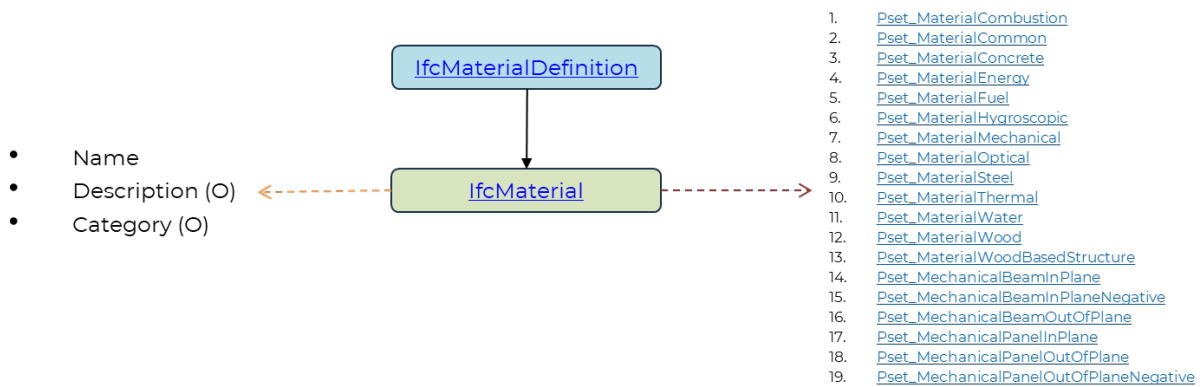 IfcMaterialDefinition
• Name
• Description (O)
• Category (O)
IfcMaterial
1. Pset_MaterialCombustion
2. Pset_MaterialCommon
3. Pset_MaterialConcrete
4. Pset_MaterialEnergy
5. Pset_MaterialFuel
6. Pset_MaterialHygroscopic
7. Pset_MaterialMechanical
8. Pset_MaterialOptical
9. Pset_MaterialSteel
10. Pset_MaterialThermal
11. Pset_MaterialWater
12. Pset_MaterialWood
13. Pset_MaterialWoodBasedStructure
14. Pset_MechanicalBeamInPlane
15. Pset_MechanicalBeamInPlaneNegative
16. Pset_MechanicalBeamOutOfPlane
17. Pset_MechanicalPanelInPlane
18. Pset_MechanicalPanelOutOfPlane
19. Pset_MechanicalPanelOutOfPlaneNegative